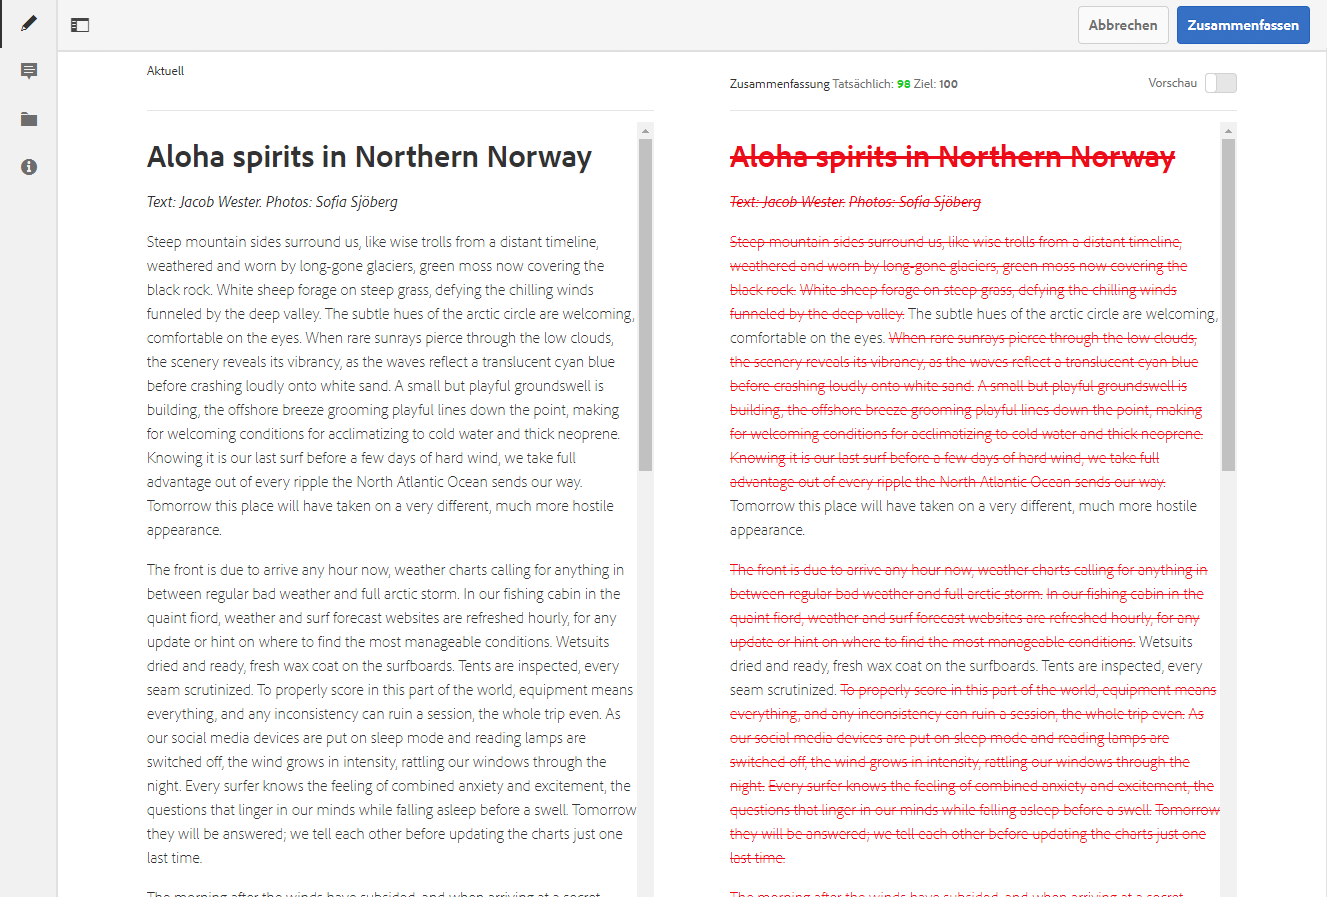 Abbrechen
Zusammenfassen
Aktuell
Aloha spirits in Northern Norway
Text: Jacob Wester. Photos: Sofia Sjöberg
Steep mountain sides surround us, like wise trolls from a distant timeline,
weathered and worn by long-gone glaciers, green moss now covering the
black rock. White sheep forage on steep grass, defying the chilling winds
funneled by the deep valley. The subtle hues of the arctic circle are welcoming,
comfortable on the eyes. When rare sunrays pierce through the low clouds,
the scenery reveals its vibrancy, as the waves reflect a translucent cyan blue
before crashing loudly onto white sand. A small but playful groundswell is
building, the offshore breeze grooming playful lines down the point, making
for welcoming conditions for acclimatizing to cold water and thick neoprene.
Knowing it is our last surf before a few days of hard wind, we take full
advantage out of every ripple the North Atlantic Ocean sends our way.
Tomorrow this place will have taken on a very different, much more hostile
appearance.
The front is due to arrive any hour now, weather charts calling for anything in
between regular bad weather and full arctic storm. In our fishing cabin in the
quaint fiord, weather and surf forecast websites are refreshed hourly, for any
update or hint on where to find the most manageable conditions. Wetsuits
dried and ready, fresh wax coat on the surfboards. Tents are inspected, every
seam scrutinized. To properly score in this part of the world, equipment means
everything, and any inconsistency can ruin a session, the whole trip even. As
our social media devices are put on sleep mode and reading lamps are
switched off, the wind grows in intensity, rattling our windows through the
night. Every surfer knows the feeling of combined anxiety and excitement, the
questions that linger in our minds while falling asleep before a swell. Tomorrow
they will be answered; we tell each other before updating the charts just one
last time.
The morning after the winds have subsided, and when arriving at a secret
Zusammenfassung Tatsächlich: 98 Ziel: 100
Vorschau
Aloha spirits in Northern Norway
Text: Jacob Wester. Photos: Sofia Sjöberg
Steep mountain sides surround us, like wise trolls from a distant timeline,
weathered and worn by long-gone glaciers, green moss now covering the
black rock. White sheep forage on steep grass, defying the chilling winds
funneled by the deep valley. The subtle hues of the arctic circle are welcoming,
comfortable on the eyes. When rare sunrays pierce through the low clouds,
the scenery reveals its vibrancy, as the waves reflect a translucent cyan blue
before crashing loudly onto white sand. A small but playful groundswell is
building, the offshore breeze grooming playful lines down the point, making
for welcoming conditions for acclimatizing to cold water and thick neoprene.
Knowing it is our last surf before a few days of hard wind, we take full
advantage out of every ripple the North Atlantic Ocean sends our way.
Tomorrow this place will have taken on a very different, much more hostile
appearance.
The front is due to arrive any hour now, weather charts calling for anything in
between regular bad weather and full arctic storm. In our fishing cabin in the
quaint fiord, weather and surf forecast websites are refreshed hourly, for any
update or hint on where to find the most manageable conditions. Wetsuits
dried and ready, fresh wax coat on the surfboards. Tents are inspected, every
seam scrutinized. To properly score in this part of the world, equipment means
everything, and any inconsistency can ruin a session, the whole trip even. As
our social media devices are put on sleep mode and reading lamps are
switched off, the wind grows in intensity, rattling our windows through the
night. Every surfer knows the feeling of combined anxiety and excitement, the
questions that linger in our minds while falling asleep before a swell. Tomorrow
they will be answered; we tell each other before updating the charts just one
last time.
The morning after the winds have subsided, and when arriving at a secret